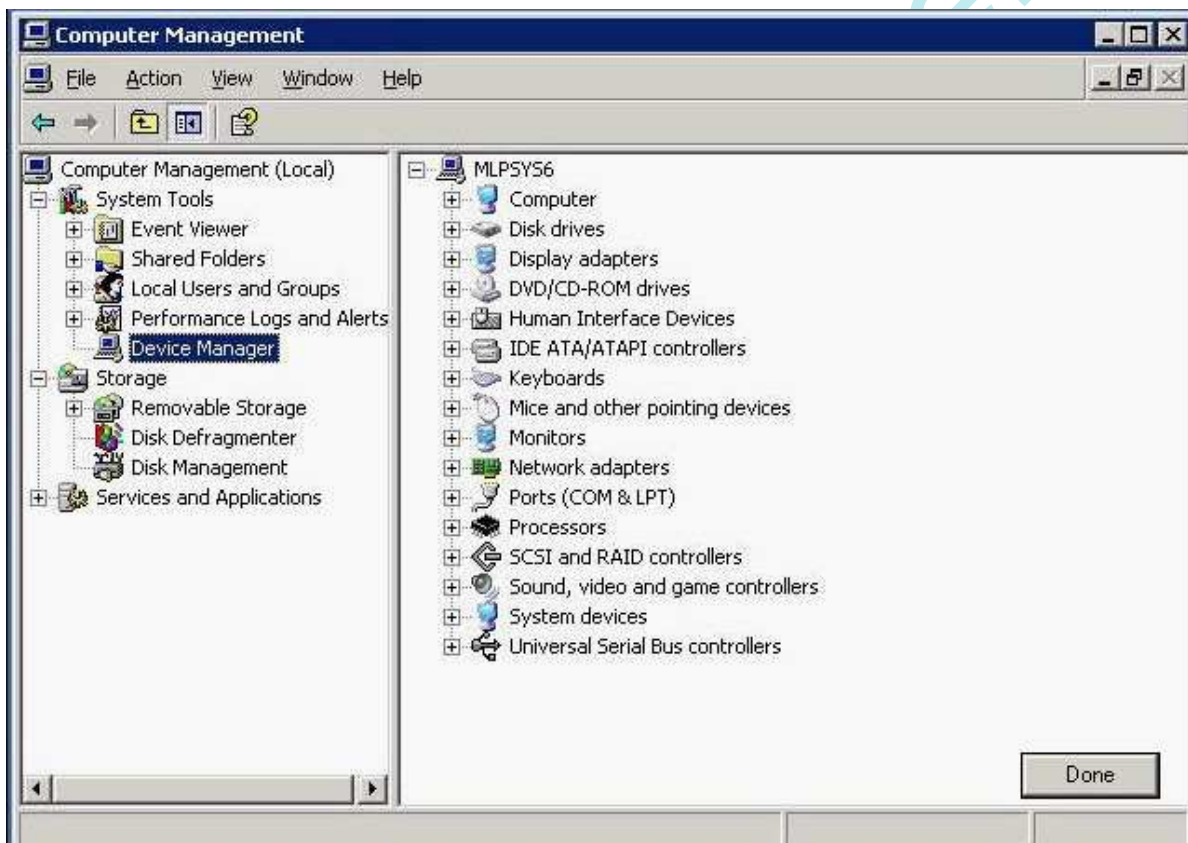 Computer Management
File Action View Window Help
Computer Management (Local)
System Tools
Event Viewer
Shared Folders
Local Users and Groups
Performance Logs and Alerts
Device Manager
Storage
Removable Storage
Disk Defragmenter
Disk Management
Services and Applications
MLPSYS6
Computer
Disk drives
Display adapters
DVD/CD-ROM drives
Human Interface Devices
IDE ATA/ATAPI controllers
Keyboards
Mice and other pointing devices
Monitors
Network adapters
Ports (COM & LPT)
Processors
SCSI and RAID controllers
Sound, video and game controllers
System devices
Universal Serial Bus controllers
Done